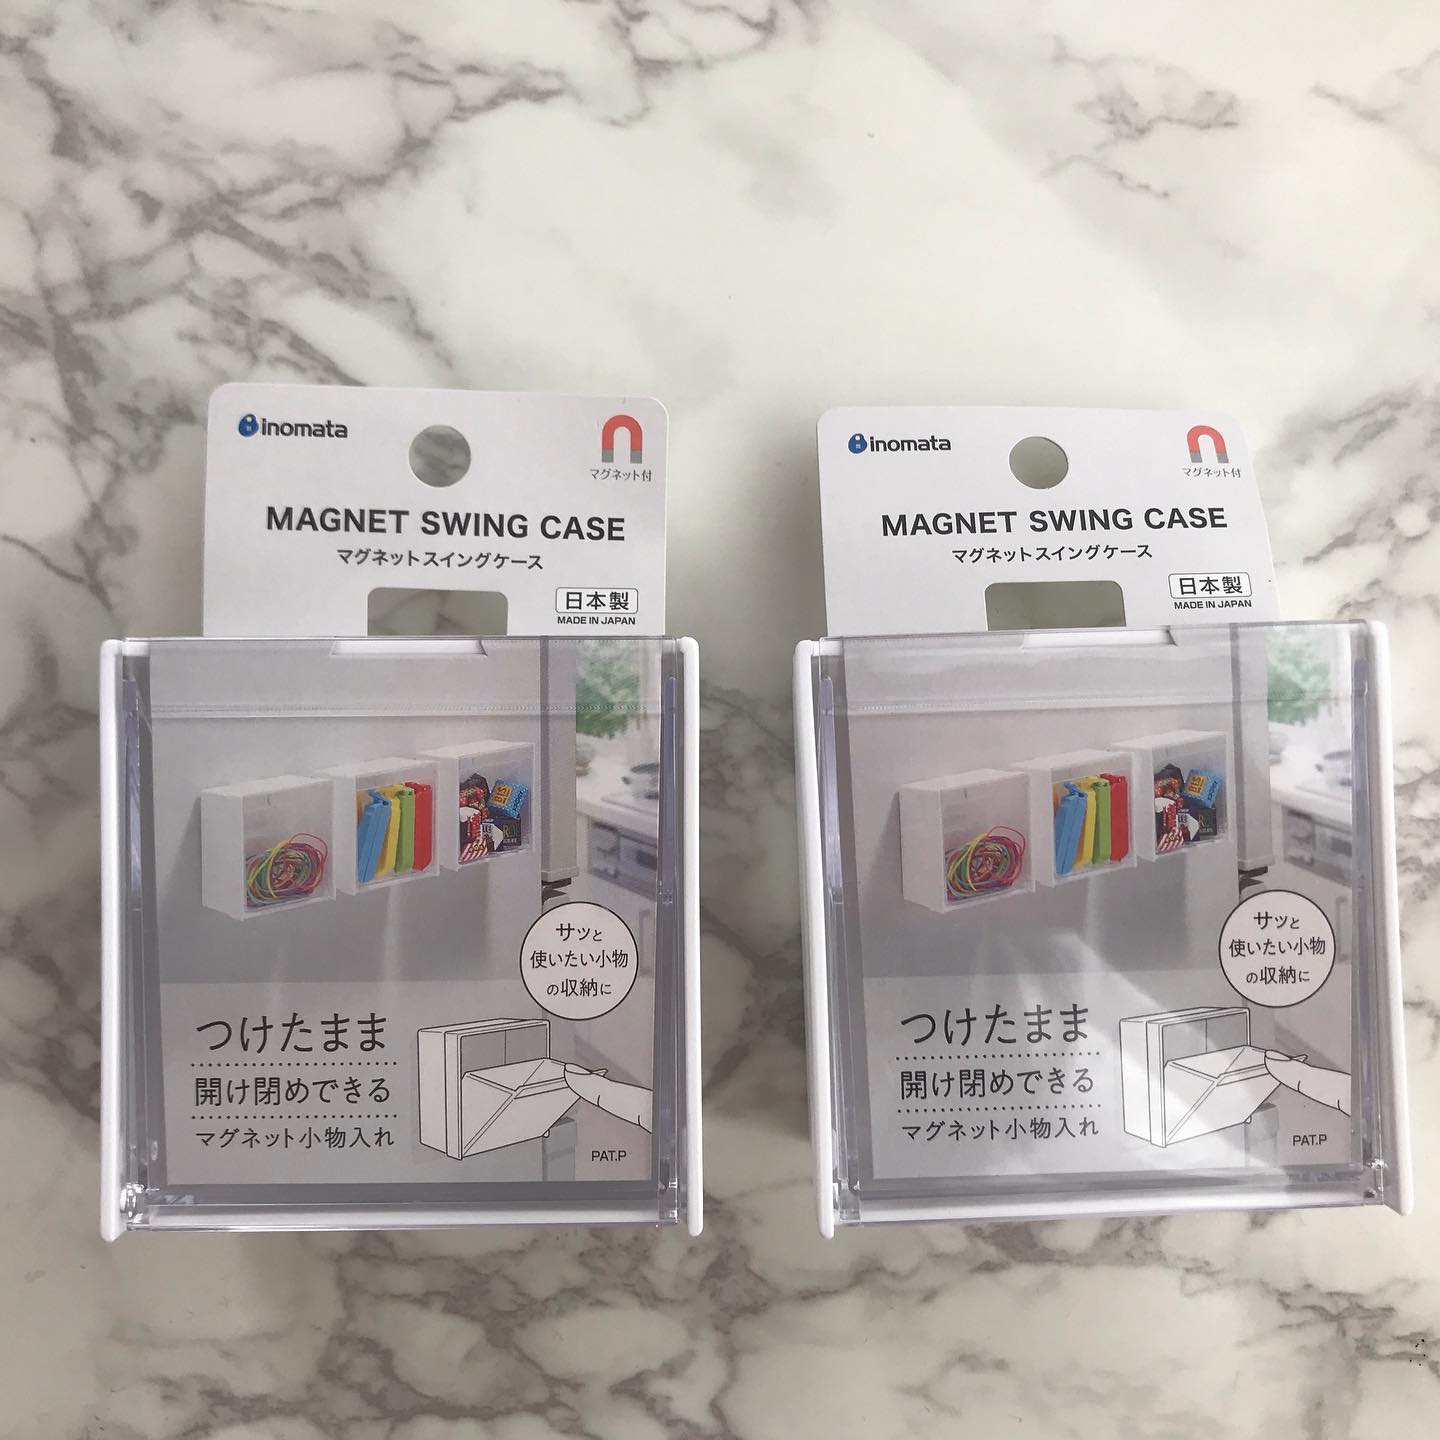 inomata
マグネット付
MAGNET SWING CASE
マグネットスイングケース
日本製
MADE IN JAPAN
サッと
使いたい小物
の収納に
つけたまま
開け閉めできる
マグネット小物入れ
PAT.P
inomata
マグネット付
MAGNET SWING CASE
マグネットスイングケース
日本製
MADE IN JAPAN
サッと
使いたい小物
の収納に
つけたまま
開け閉めできる
マグネット小物入れ
PAT.P